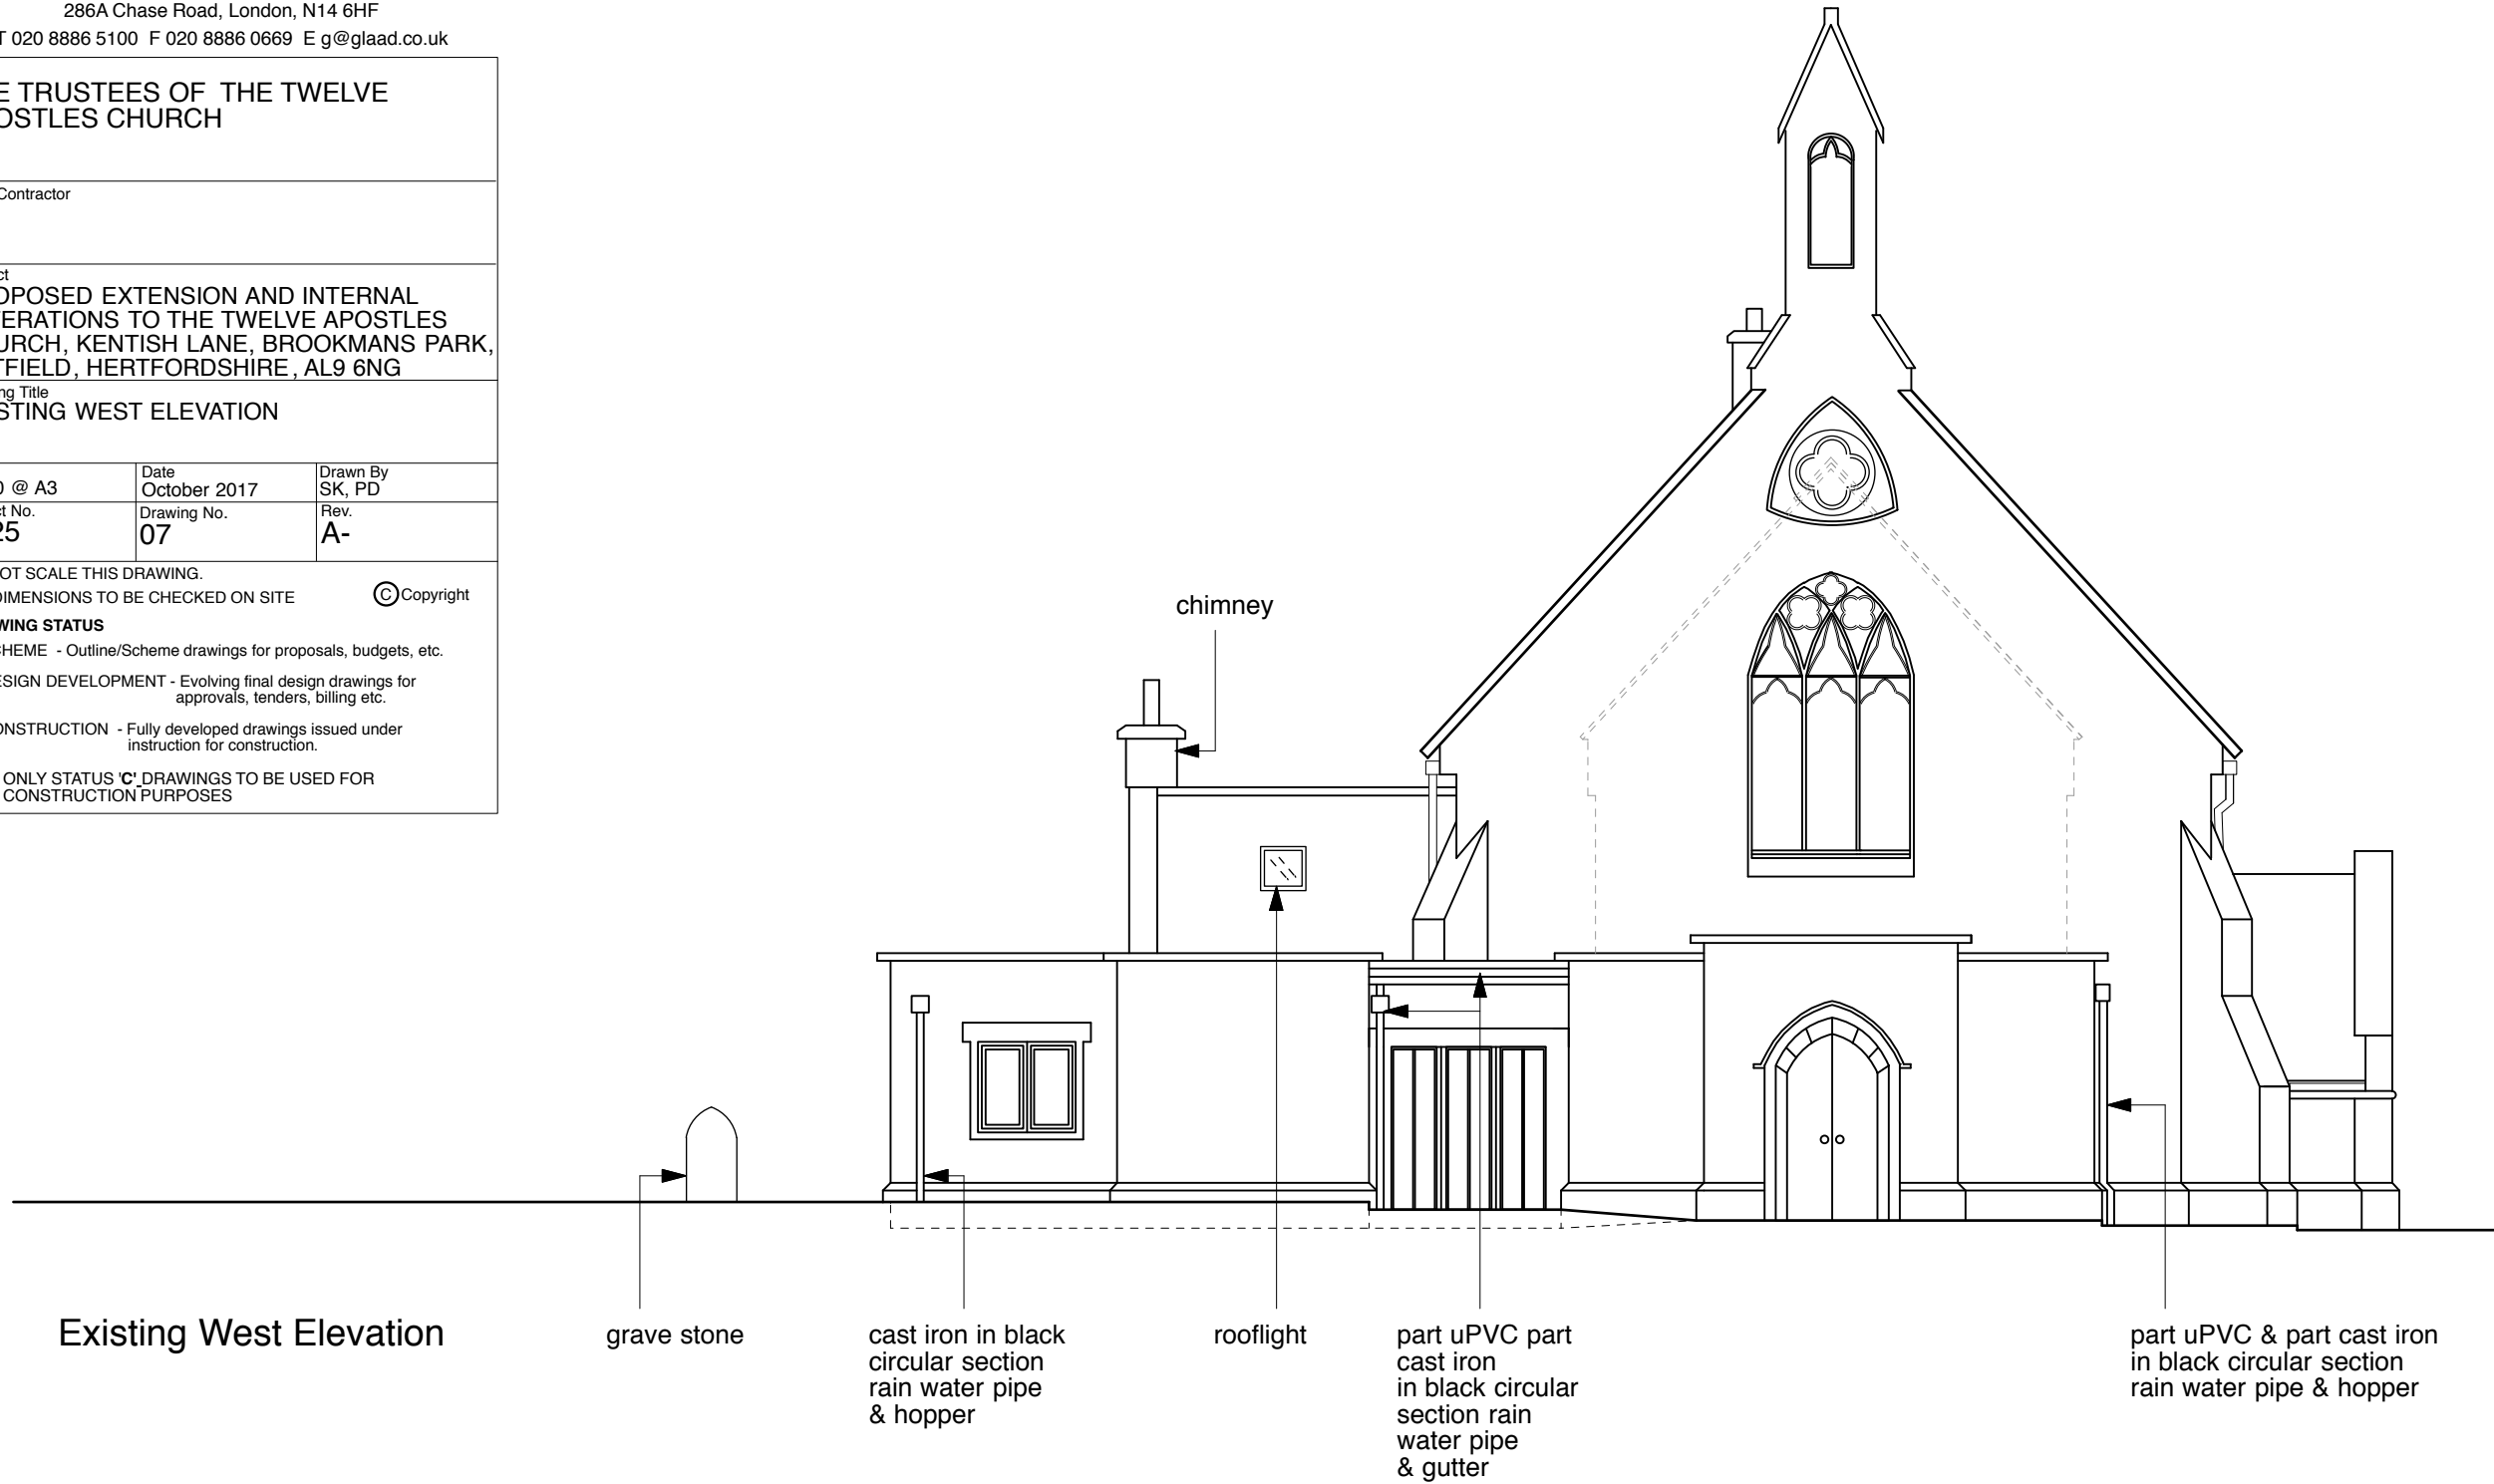 286A Chase Road, London, N14 6HF
T 020 8886 5100 F 020 8886 0669 E g@glaad.co.uk
E TRUSTEES OF THE TWELVE
OSTLES CHURCH
Contractor
ct
OPOSED EXTENSION AND INTERNAL
TERATIONS TO THE TWELVE APOSTLES
URCH, KENTISH LANE, BROOKMANS PARK,
TFIELD, HERTFORDSHIRE, AL9 6NG
ng Title
STING WEST ELEVATION
0 @ A3
Date
October 2017
Drawn By
SK, PD
ct No.
25
Drawing No.
07
Rev.
A-
OT SCALE THIS DRAWING.
DIMENSIONS TO BE CHECKED ON SITE
C Copyright
WING STATUS
HEME - Outline/Scheme drawings for proposals, budgets, etc.
ESIGN DEVELOPMENT - Evolving final design drawings for
approvals, tenders, billing etc.
ONSTRUCTION - Fully developed drawings issued under
instruction for construction.
ONLY STATUS 'C' DRAWINGS TO BE USED FOR
CONSTRUCTION PURPOSES
chimney
Existing West Elevation
grave stone
cast iron in black
circular section
rain water pipe
& hopper
rooflight
part uPVC part
cast iron
in black circular
section rain
water pipe
& gutter
part uPVC & part cast iron
in black circular section
rain water pipe & hopper